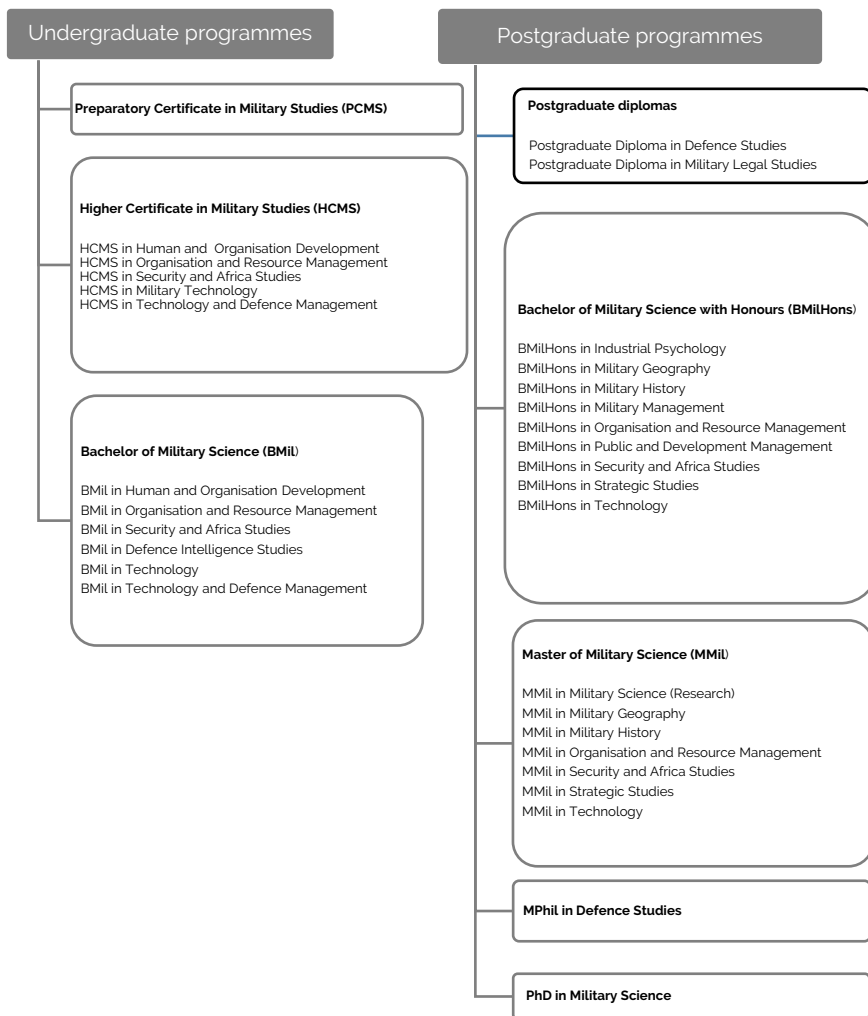 Undergraduate programmes
Preparatory Certificate in Military Studies (PCMS)
Higher Certificate in Military Studies (HCMS)
HCMS in Human and Organisation Development
HCMS in Organisation and Resource Management
HCMS in Security and Africa Studies
HCMS in Military Technology
HCMS in Technology and Defence Management
Bachelor of Military Science (BMil)
BMil in Human and Organisation Development
BMil in Organisation and Resource Management
BMil in Security and Africa Studies
BMil in Defence Intelligence Studies
BMil in Technology
BMil in Technology and Defence Management
Postgraduate programmes
Postgraduate diplomas
Postgraduate Diploma in Defence Studies
Postgraduate Diploma in Military Legal Studies
Bachelor of Military Science with Honours (BMilHons)
BMilHons in Industrial Psychology
BMilHons in Military Geography
BMilHons in Military History
BMilHons in Military Management
BMilHons in Organisation and Resource Management
BMilHons in Public and Development Management
BMilHons in Security and Africa Studies
BMilHons in Strategic Studies
BMilHons in Technology
Master of Military Science (MMil)
MMil in Military Science (Research)
MMil in Military Geography
MMil in Military History
MMil in Organisation and Resource Management
MMil in Security and Africa Studies
MMil in Strategic Studies
MMil in Technology
MPhil in Defence Studies
PhD in Military Science